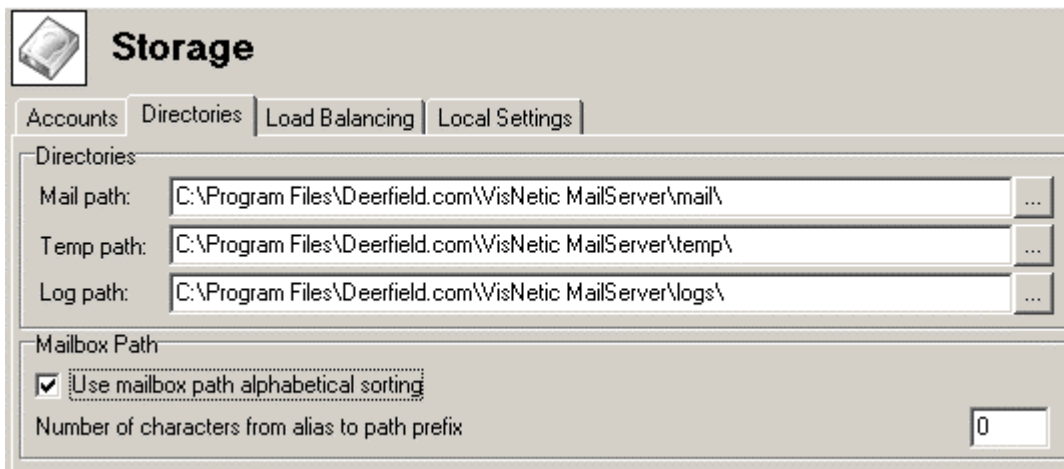 Storage
Accounts Directories Load Balancing Local Settings
Directories
Mail path: C:\Program Files\Deerfield.com\VisNetic MailServer\mail\ ...
Temp path: C:\Program Files\Deerfield.com\VisNetic MailServer\temp\ ...
Log path: C:\Program Files\Deerfield.com\VisNetic MailServer\logs\ ...
Mailbox Path
Use mailbox path alphabetical sorting
Number of characters from alias to path prefix 0